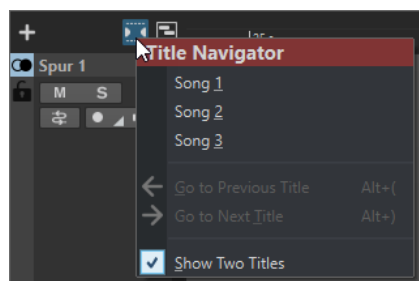 +
Title Navigator
Spur 1
Song 1
M S
Song 2
Song 3
Go to Previous Title Alt+(
Go to Next Title Alt+)
Show Two Titles